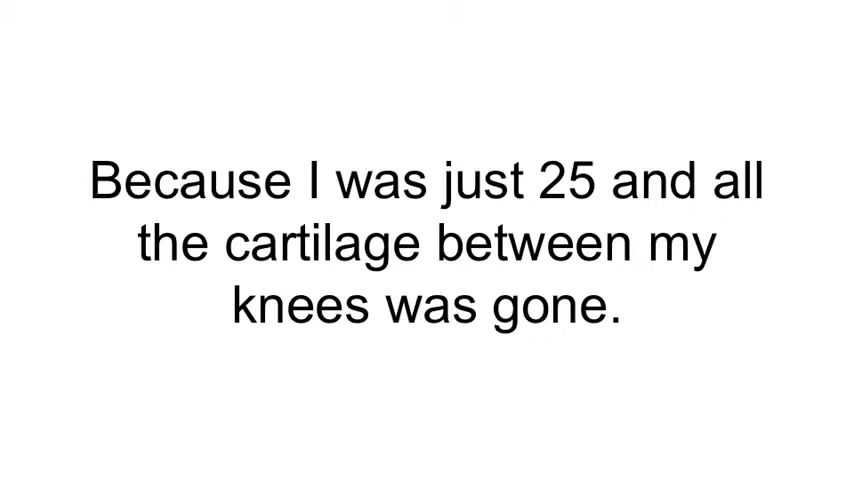 Because I was just 25 and all
the cartilage between my
knees was gone.